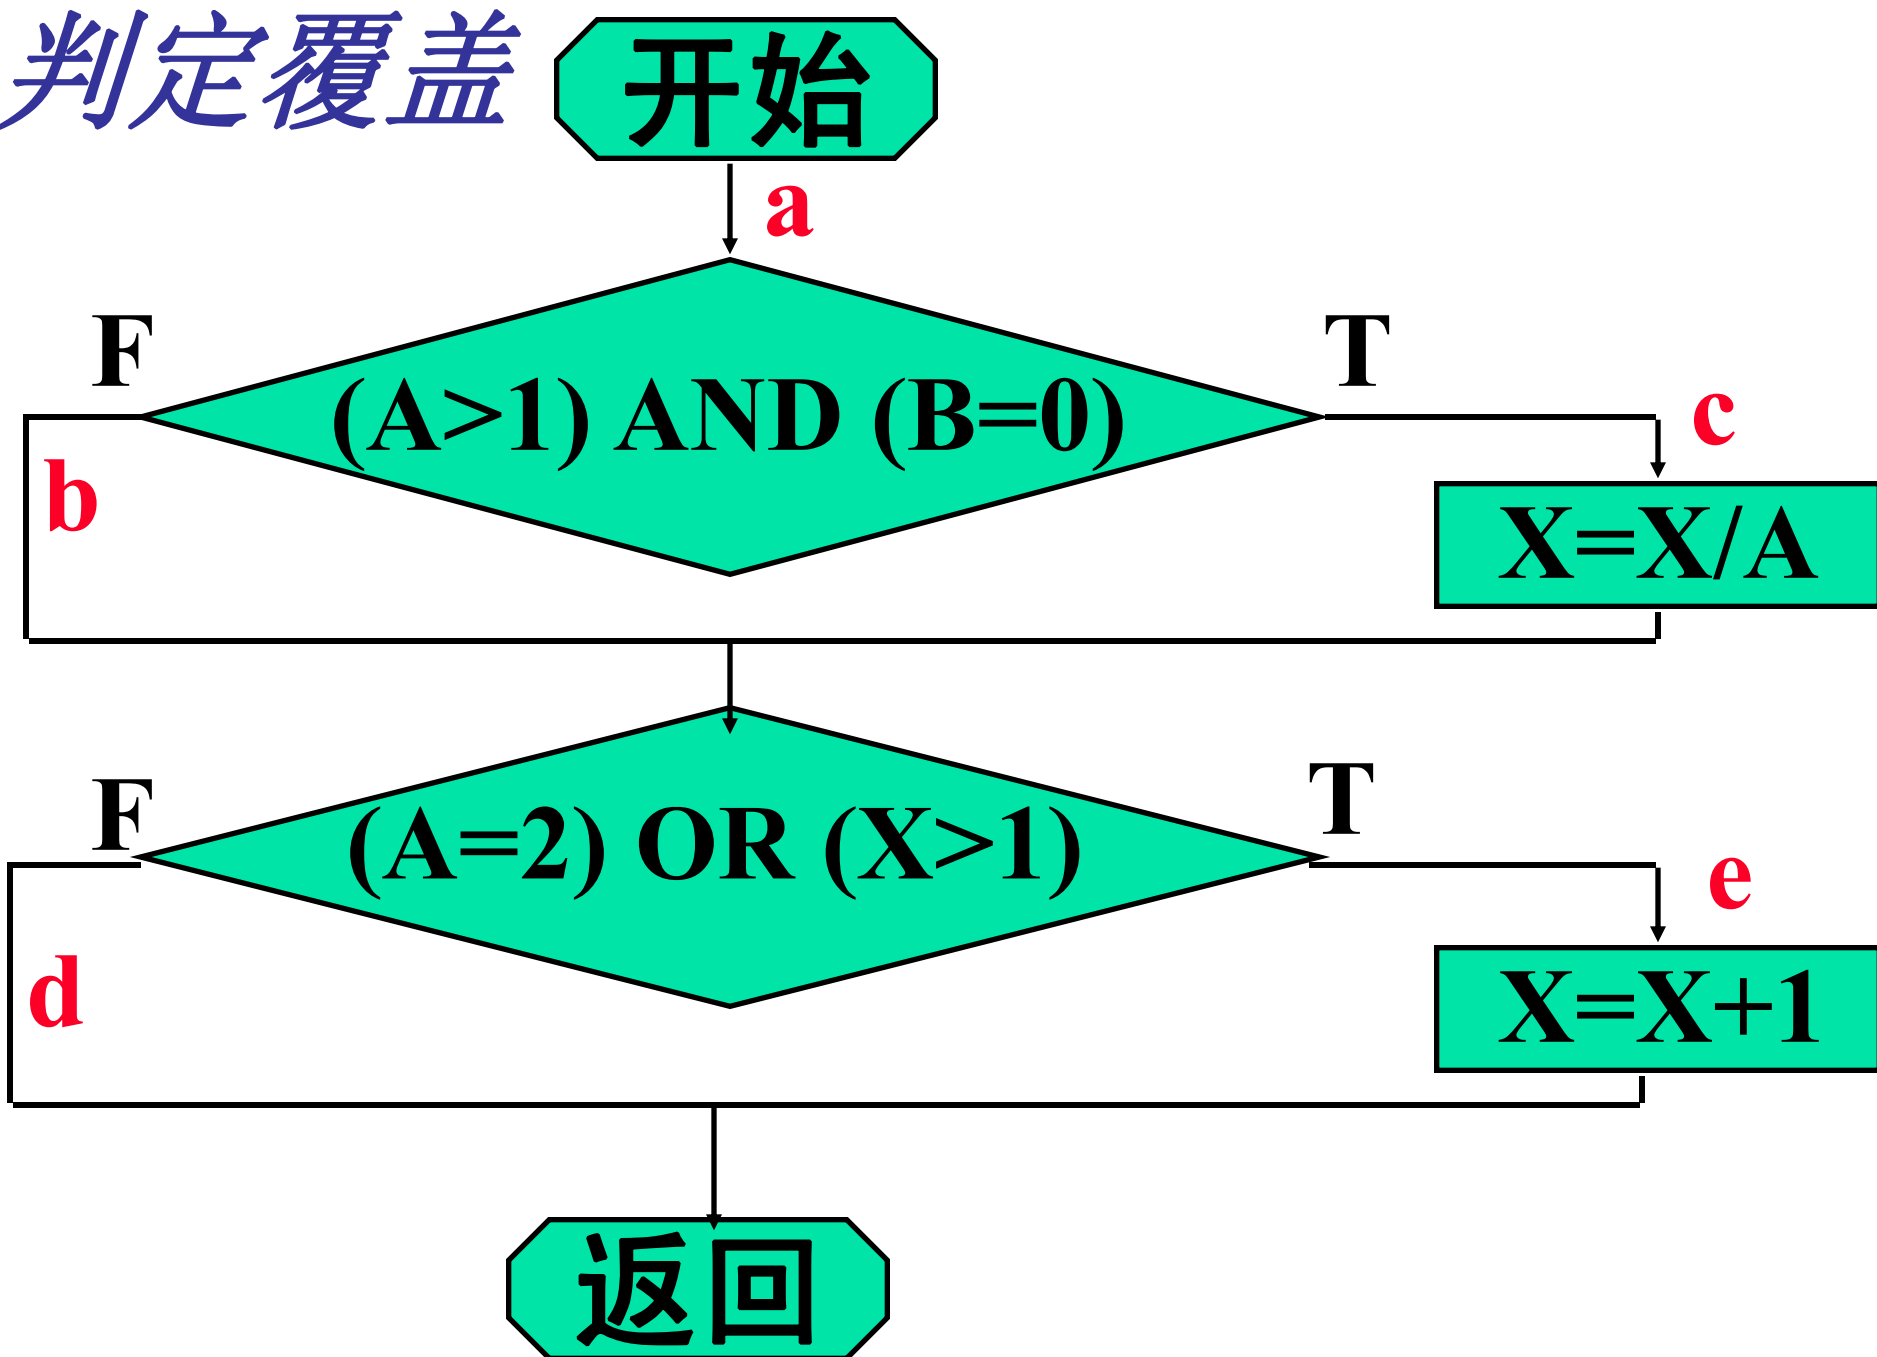 判定覆盖
开始
a
F
T
(A>1) AND (B=0)
c
b
X=X/A
F
T
(A=2) OR (X>1)
e
d
X=X+1
返回